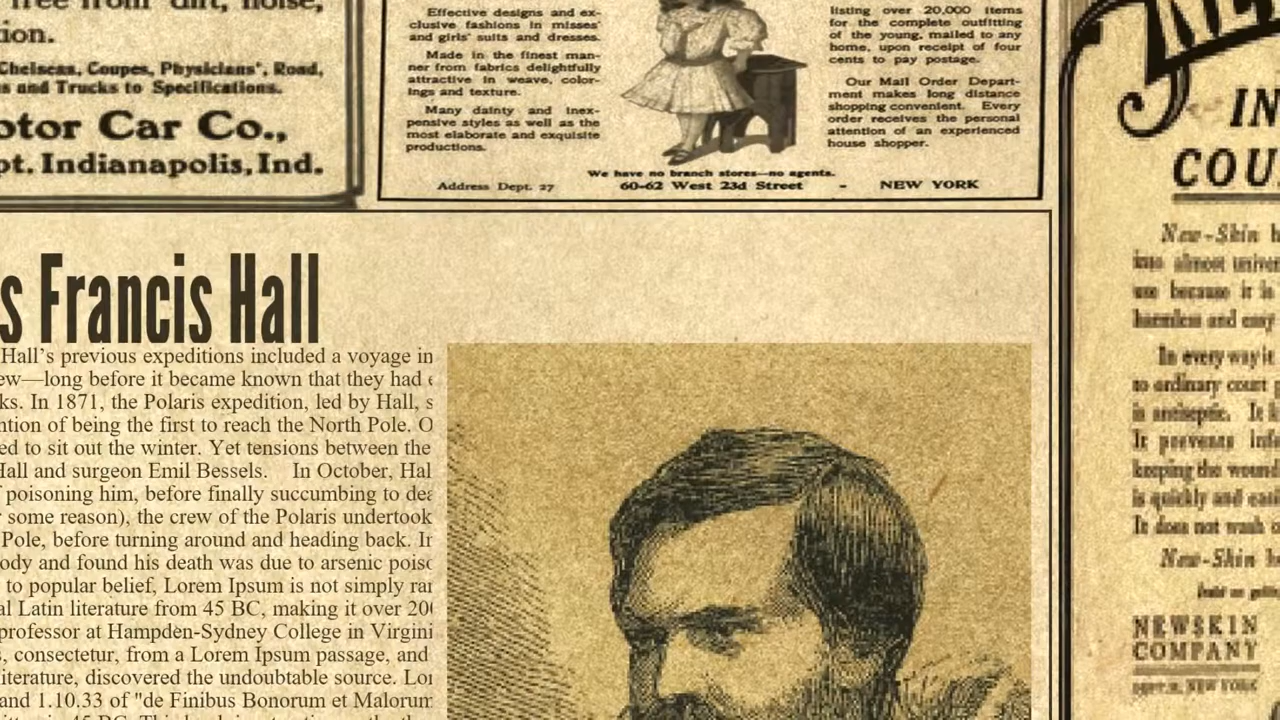 free from dirt, noise,
ion.
Cheiseas, Coupes, Physicians', Road,
s and Trucks to Specifications.
otor Car Co.,
pt. Indianapolis, Ind.
Effective designs and ex-
clusive fashions in misses'
and girls' suits and dresses.
Made in the finest man-
ner from fabrics delightfully
attractive in weave, color-
ings and texture.
Many dainty and inex-
pensive styles as well as the
most elaborate and exquisite
productions.
listing over 20,000 items
for the complete outfitting
of the young, mailed to any
home, upon receipt of four
cents to pay postage.
Our Mail Order Depart-
ment makes long distance
shopping convenient. Every
order receives the personal
attention of an experienced
house shopper.
We have no branch stores—no agents.
Address Dept. 27 60-62 West 23d Street - NEW YORK
s Francis Hall
Hall's previous expeditions included a voyage in
ew—long before it became known that they had
ks. In 1871, the Polaris expedition, led by Hall, s
ntion of being the first to reach the North Pole. O
ed to sit out the winter. Yet tensions between the
Hall and surgeon Emil Bessels. In October, Hal
f poisoning him, before finally succumbing to dea
r some reason), the crew of the Polaris undertook
Pole, before turning around and heading back. In
ody and found his death was due to arsenic poiso
to popular belief, Lorem Ipsum is not simply ran
al Latin literature from 45 BC, making it over 200
professor at Hampden-Sydney College in Virgini
s, consectetur, from a Lorem Ipsum passage, and
literature, discovered the undoubtable source. Lor
and 1.10.33 of "de Finibus Bonorum et Malorum
NEW
IN
COU
New-Skin h
into almost univer
use because it is
harmless and easy
In every way it
to ordinary court p
is antiseptic. It k
It prevents infe
keeping the wound
is quickly and easi
It does not wash o
New-Skin h
NEWSKIN
COMPANY
NEW YORK